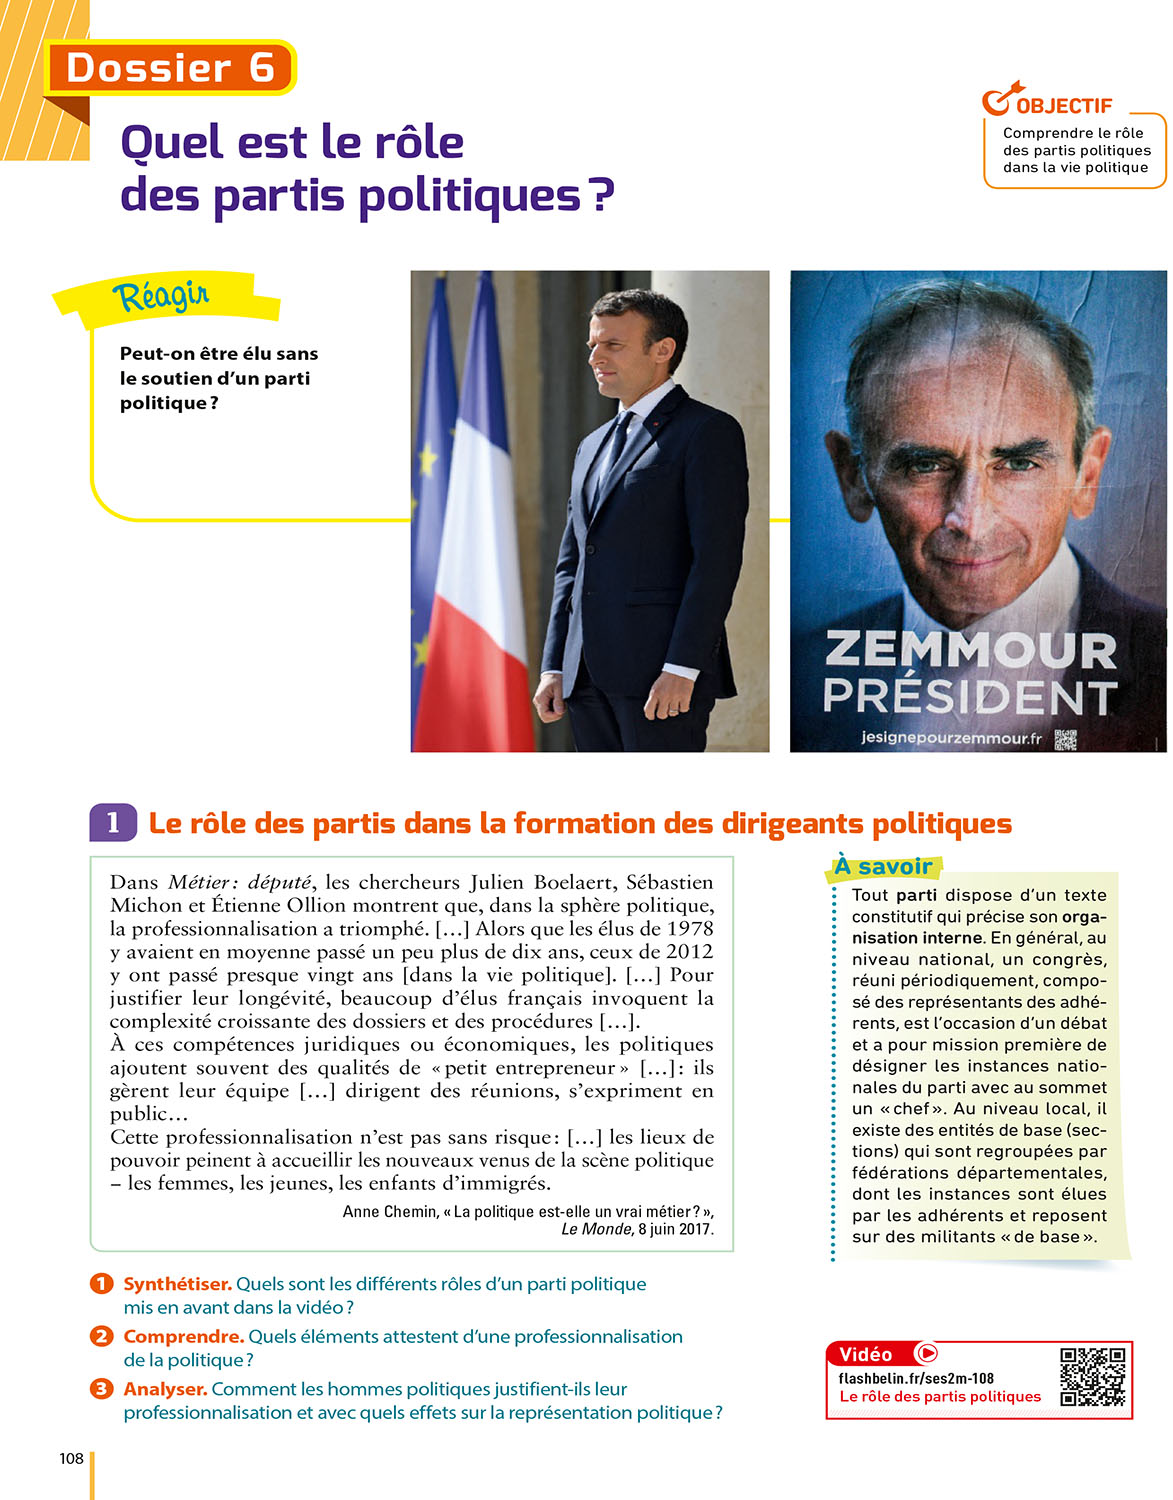 Dossier 6
Quel est le rôle
des partis politiques ?
OBJECTIF
Comprendre le rôle
des partis politiques
dans la vie politique
Réagir
Peut-on être élu sans
le soutien d’un parti
politique ?
ZEMMOUR
PRÉSIDENT
jesignepourzemmour.fr
1 Le rôle des partis dans la formation des dirigeants politiques
Dans Métier : député, les chercheurs Julien Boelaert, Sébastien
Michon et Étienne Ollion montrent que, dans la sphère politique,
la professionnalisation a triomphé. […] Alors que les élus de 1978
y avaient en moyenne passé un peu plus de dix ans, ceux de 2012
y ont passé presque vingt ans [dans la vie politique]. […] Pour
justifier leur longévité, beaucoup d’élus français invoquent la
complexité croissante des dossiers et des procédures […].
À ces compétences juridiques ou économiques, les politiques
ajoutent souvent des qualités de « petit entrepreneur » […] : ils
gèrent leur équipe […] dirigent des réunions, s’expriment en
public…
Cette professionnalisation n’est pas sans risque : […] les lieux de
pouvoir peinent à accueillir les nouveaux venus de la scène politique
– les femmes, les jeunes, les enfants d’immigrés.
Anne Chemin, « La politique est-elle un vrai métier ? »,
Le Monde, 8 juin 2017.
À savoir
Tout parti dispose d’un texte
constitutif qui précise son orga-
nisation interne. En général, au
niveau national, un congrès,
réuni périodiquement, compo-
sé des représentants des adhé-
rents, est l’occasion d’un débat
et a pour mission première de
désigner les instances natio-
nales du parti avec au sommet
un « chef ». Au niveau local, il
existe des entités de base (sec-
tions) qui sont regroupées par
fédérations départementales,
dont les instances sont élues
par les adhérents et reposent
sur des militants « de base ».
1 Synthétiser. Quels sont les différents rôles d’un parti politique
mis en avant dans la vidéo ?
2 Comprendre. Quels éléments attestent d’une professionnalisation
de la politique ?
3 Analyser. Comment les hommes politiques justifient-ils leur
professionnalisation et avec quels effets sur la représentation politique ?
Vidéo
flashbelin.fr/ses2m-108
Le rôle des partis politiques
108